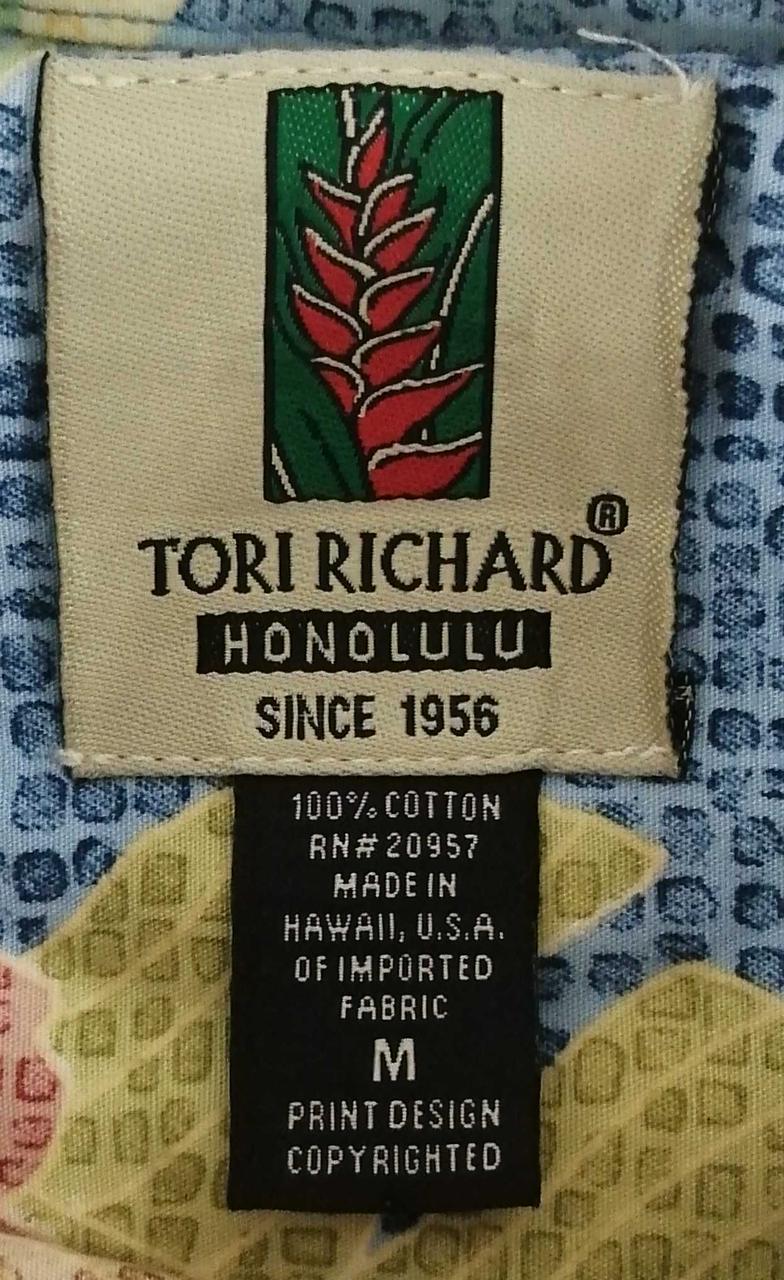 TORI RICHARD®
HONOLULU
SINCE 1956
100% COTTON
RN# 20957
MADE IN
HAWAII, U.S.A.
OF IMPORTED
FABRIC
M
PRINT DESIGN
COPYRIGHTED